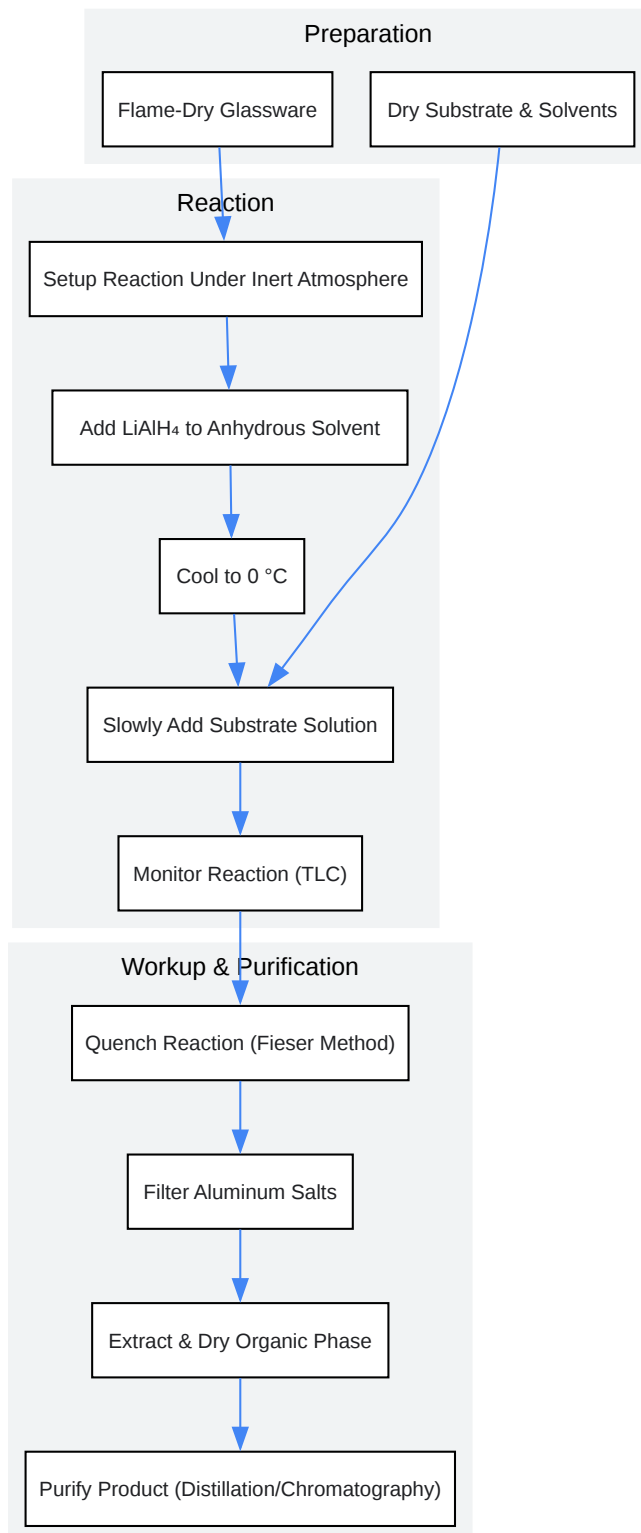 Preparation
Flame-Dry Glassware
Dry Substrate & Solvents
Reaction
Setup Reaction Under Inert Atmosphere
Add LiAlH₄ to Anhydrous Solvent
Cool to 0 °C
Slowly Add Substrate Solution
Monitor Reaction (TLC)
Workup & Purification
Quench Reaction (Fieser Method)
Filter Aluminum Salts
Extract & Dry Organic Phase
Purify Product (Distillation/Chromatography)